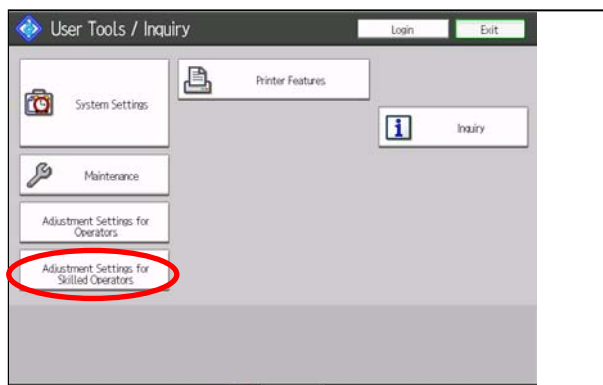 User Tools / Inquiry
Login
Exit
System Settings
Printer Features
Inquiry
Maintenance
Adjustment Settings for
Operators
Adjustment Settings for
Skilled Operators